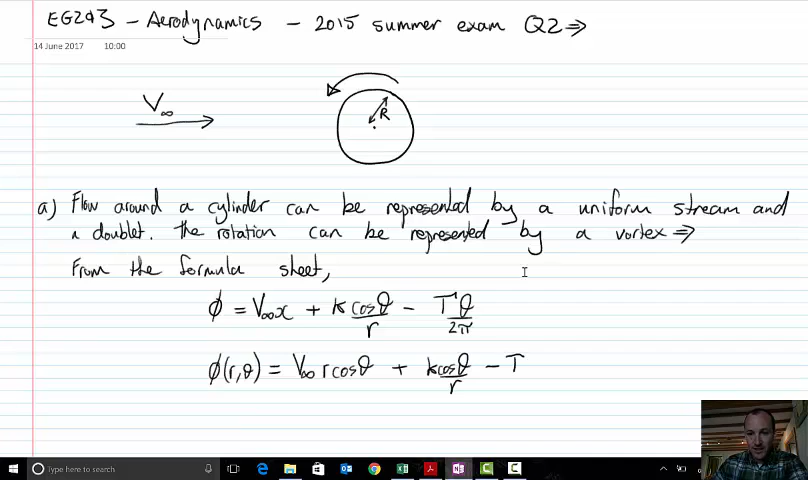 EG293 - Aerodynamics - 2015 summer exam Q2 ⇒
14 June 2017 10:00
V∞
R
a) Flow around a cylinder can be represented by a uniform stream and
a doublet. the rotation can be represented by a vortex ⇒
From the formula sheet,
ϕ = V∞x + k cosθ/r - Γθ/2π
ϕ(r,θ) = V∞ r cosθ + k cosθ/r - Γ
Type here to search